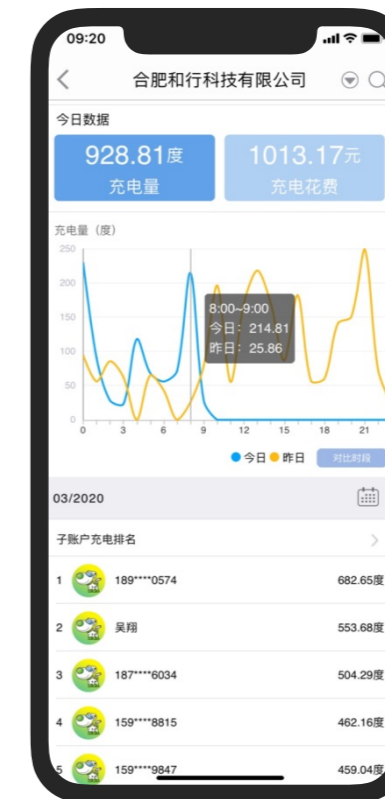 09:20
合肥和行科技有限公司
今日数据
928.81度 1013.17元
充电量 充电花费
充电量（度）
250
200
150
100
50
0
0 3 6 9 12 15 18 21
8:00~9:00
今日：214.81
昨日：25.86
今日 昨日 对比时段
03/2020
子账户充电排名
1 189****0574 682.65度
2 吴翔 553.68度
3 187****6034 504.29度
4 159****8815 462.16度
5 159****9847 459.04度